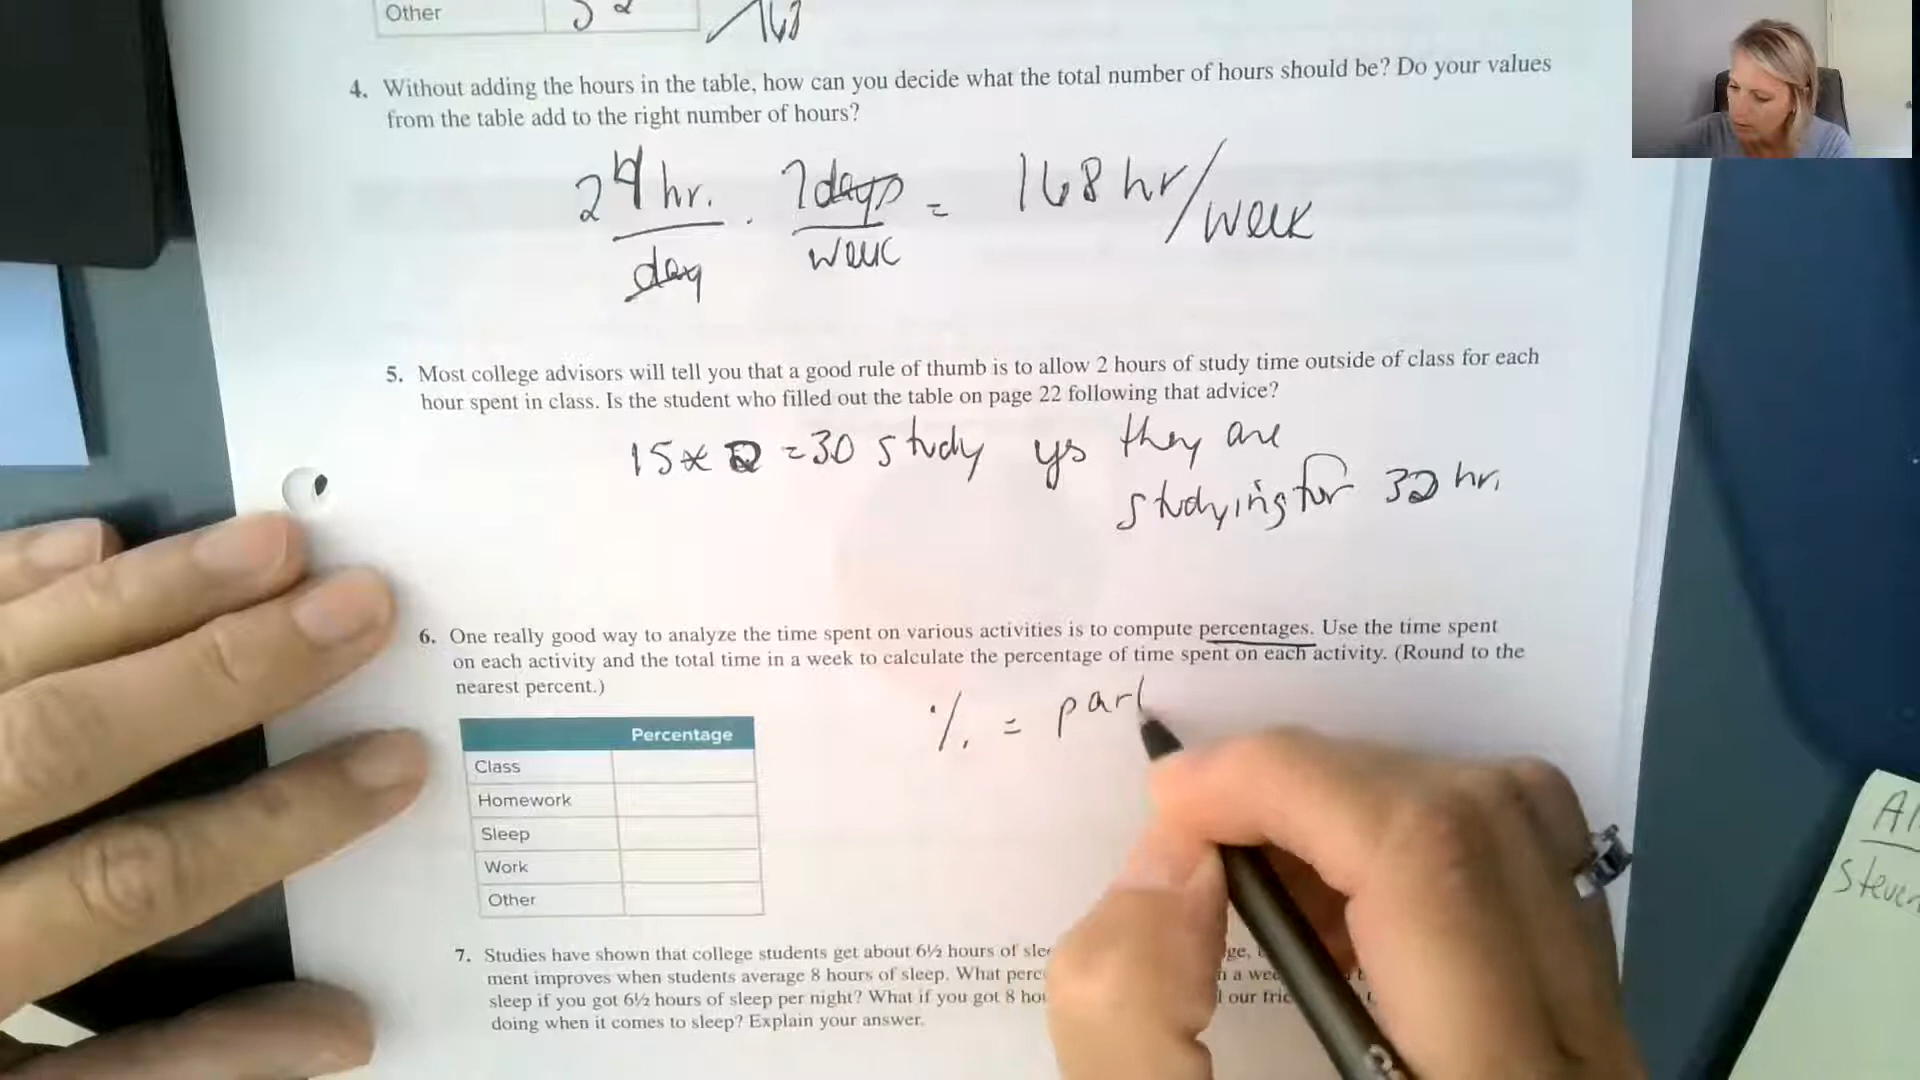 Other 32 /168
4. Without adding the hours in the table, how can you decide what the total number of hours should be? Do your values
from the table add to the right number of hours?
24 hr. / day · 7 days / week = 168 hr/week
5. Most college advisors will tell you that a good rule of thumb is to allow 2 hours of study time outside of class for each
hour spent in class. Is the student who filled out the table on page 22 following that advice?
15 * 2 = 30 study ys they are
studying for 32 hr.
6. One really good way to analyze the time spent on various activities is to compute percentages. Use the time spent
on each activity and the total time in a week to calculate the percentage of time spent on each activity. (Round to the
nearest percent.)
% = part
Percentage
Class
Homework
Sleep
Work
Other
7. Studies have shown that college students get about 6½ hours of
ment improves when students average 8 hours of sleep. What
sleep if you got 6½ hours of sleep per night? What if you got 8 our
doing when it comes to sleep? Explain your answer.